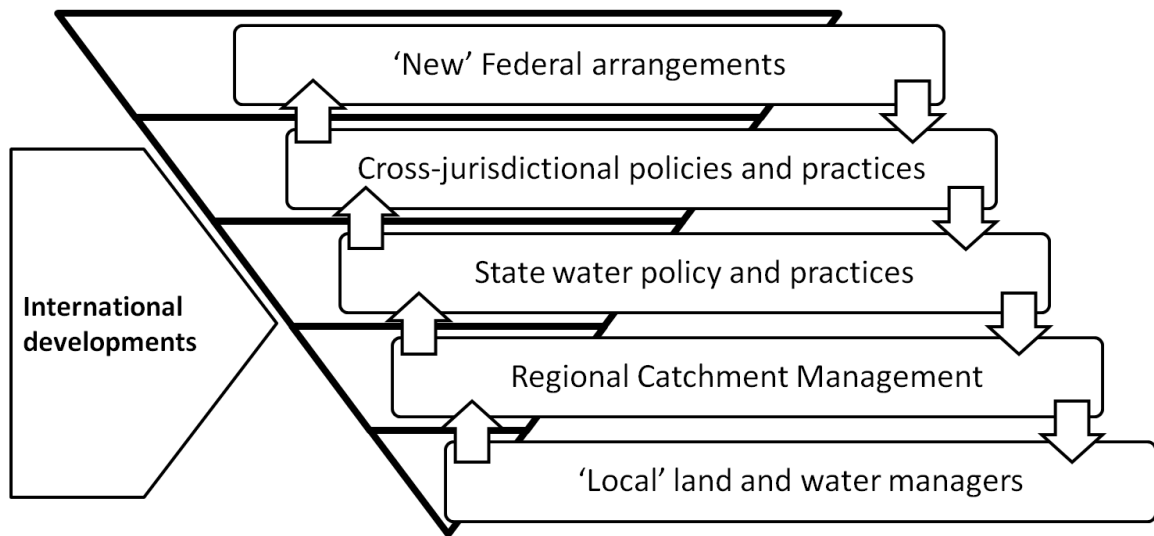 ‘New’ Federal arrangements
Cross-jurisdictional policies and practices
State water policy and practices
International
developments
Regional Catchment Management
‘Local’ land and water managers